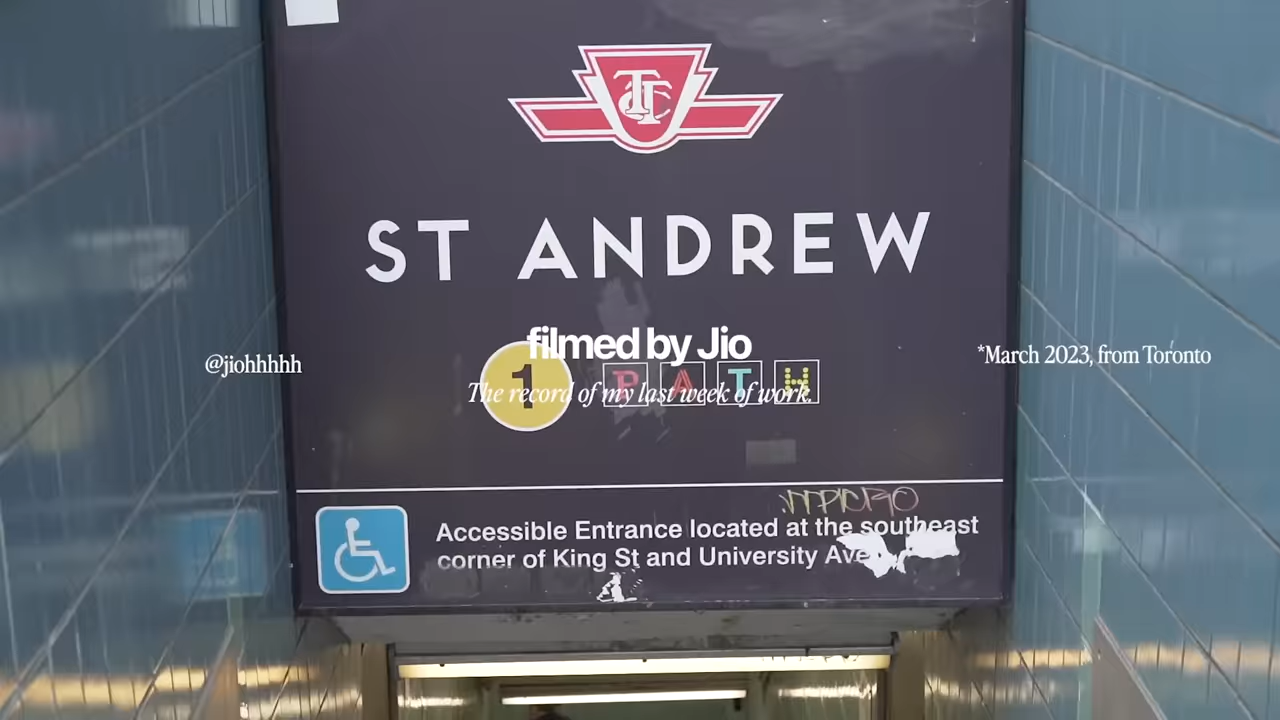 TTC
ST ANDREW
filmed by Jio
@jiohhhhh
*March 2023, from Toronto
1 PATH
The record of my last week of work.
Accessible Entrance located at the southeast
corner of King St and University Ave